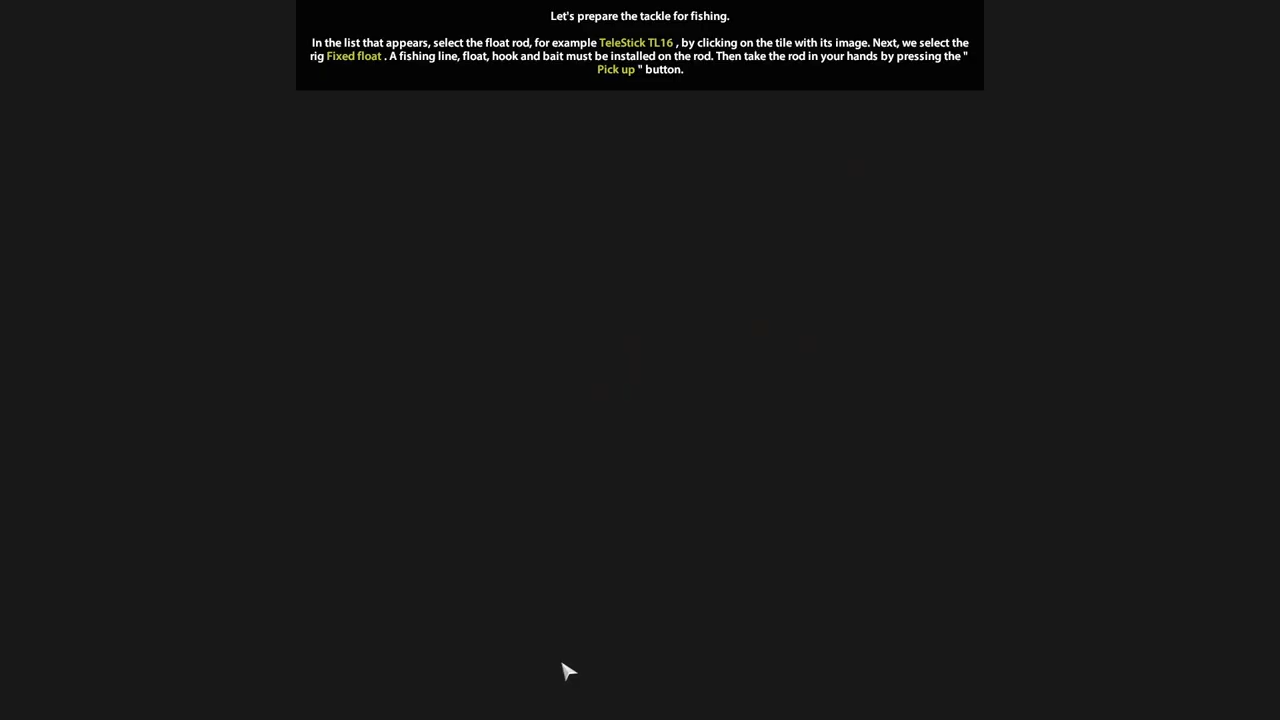 Let's prepare the tackle for fishing.
In the list that appears, select the float rod, for example TeleStick TL16 , by clicking on the tile with its image. Next, we select the
rig Fixed float . A fishing line, float, hook and bait must be installed on the rod. Then take the rod in your hands by pressing the "
Pick up " button.